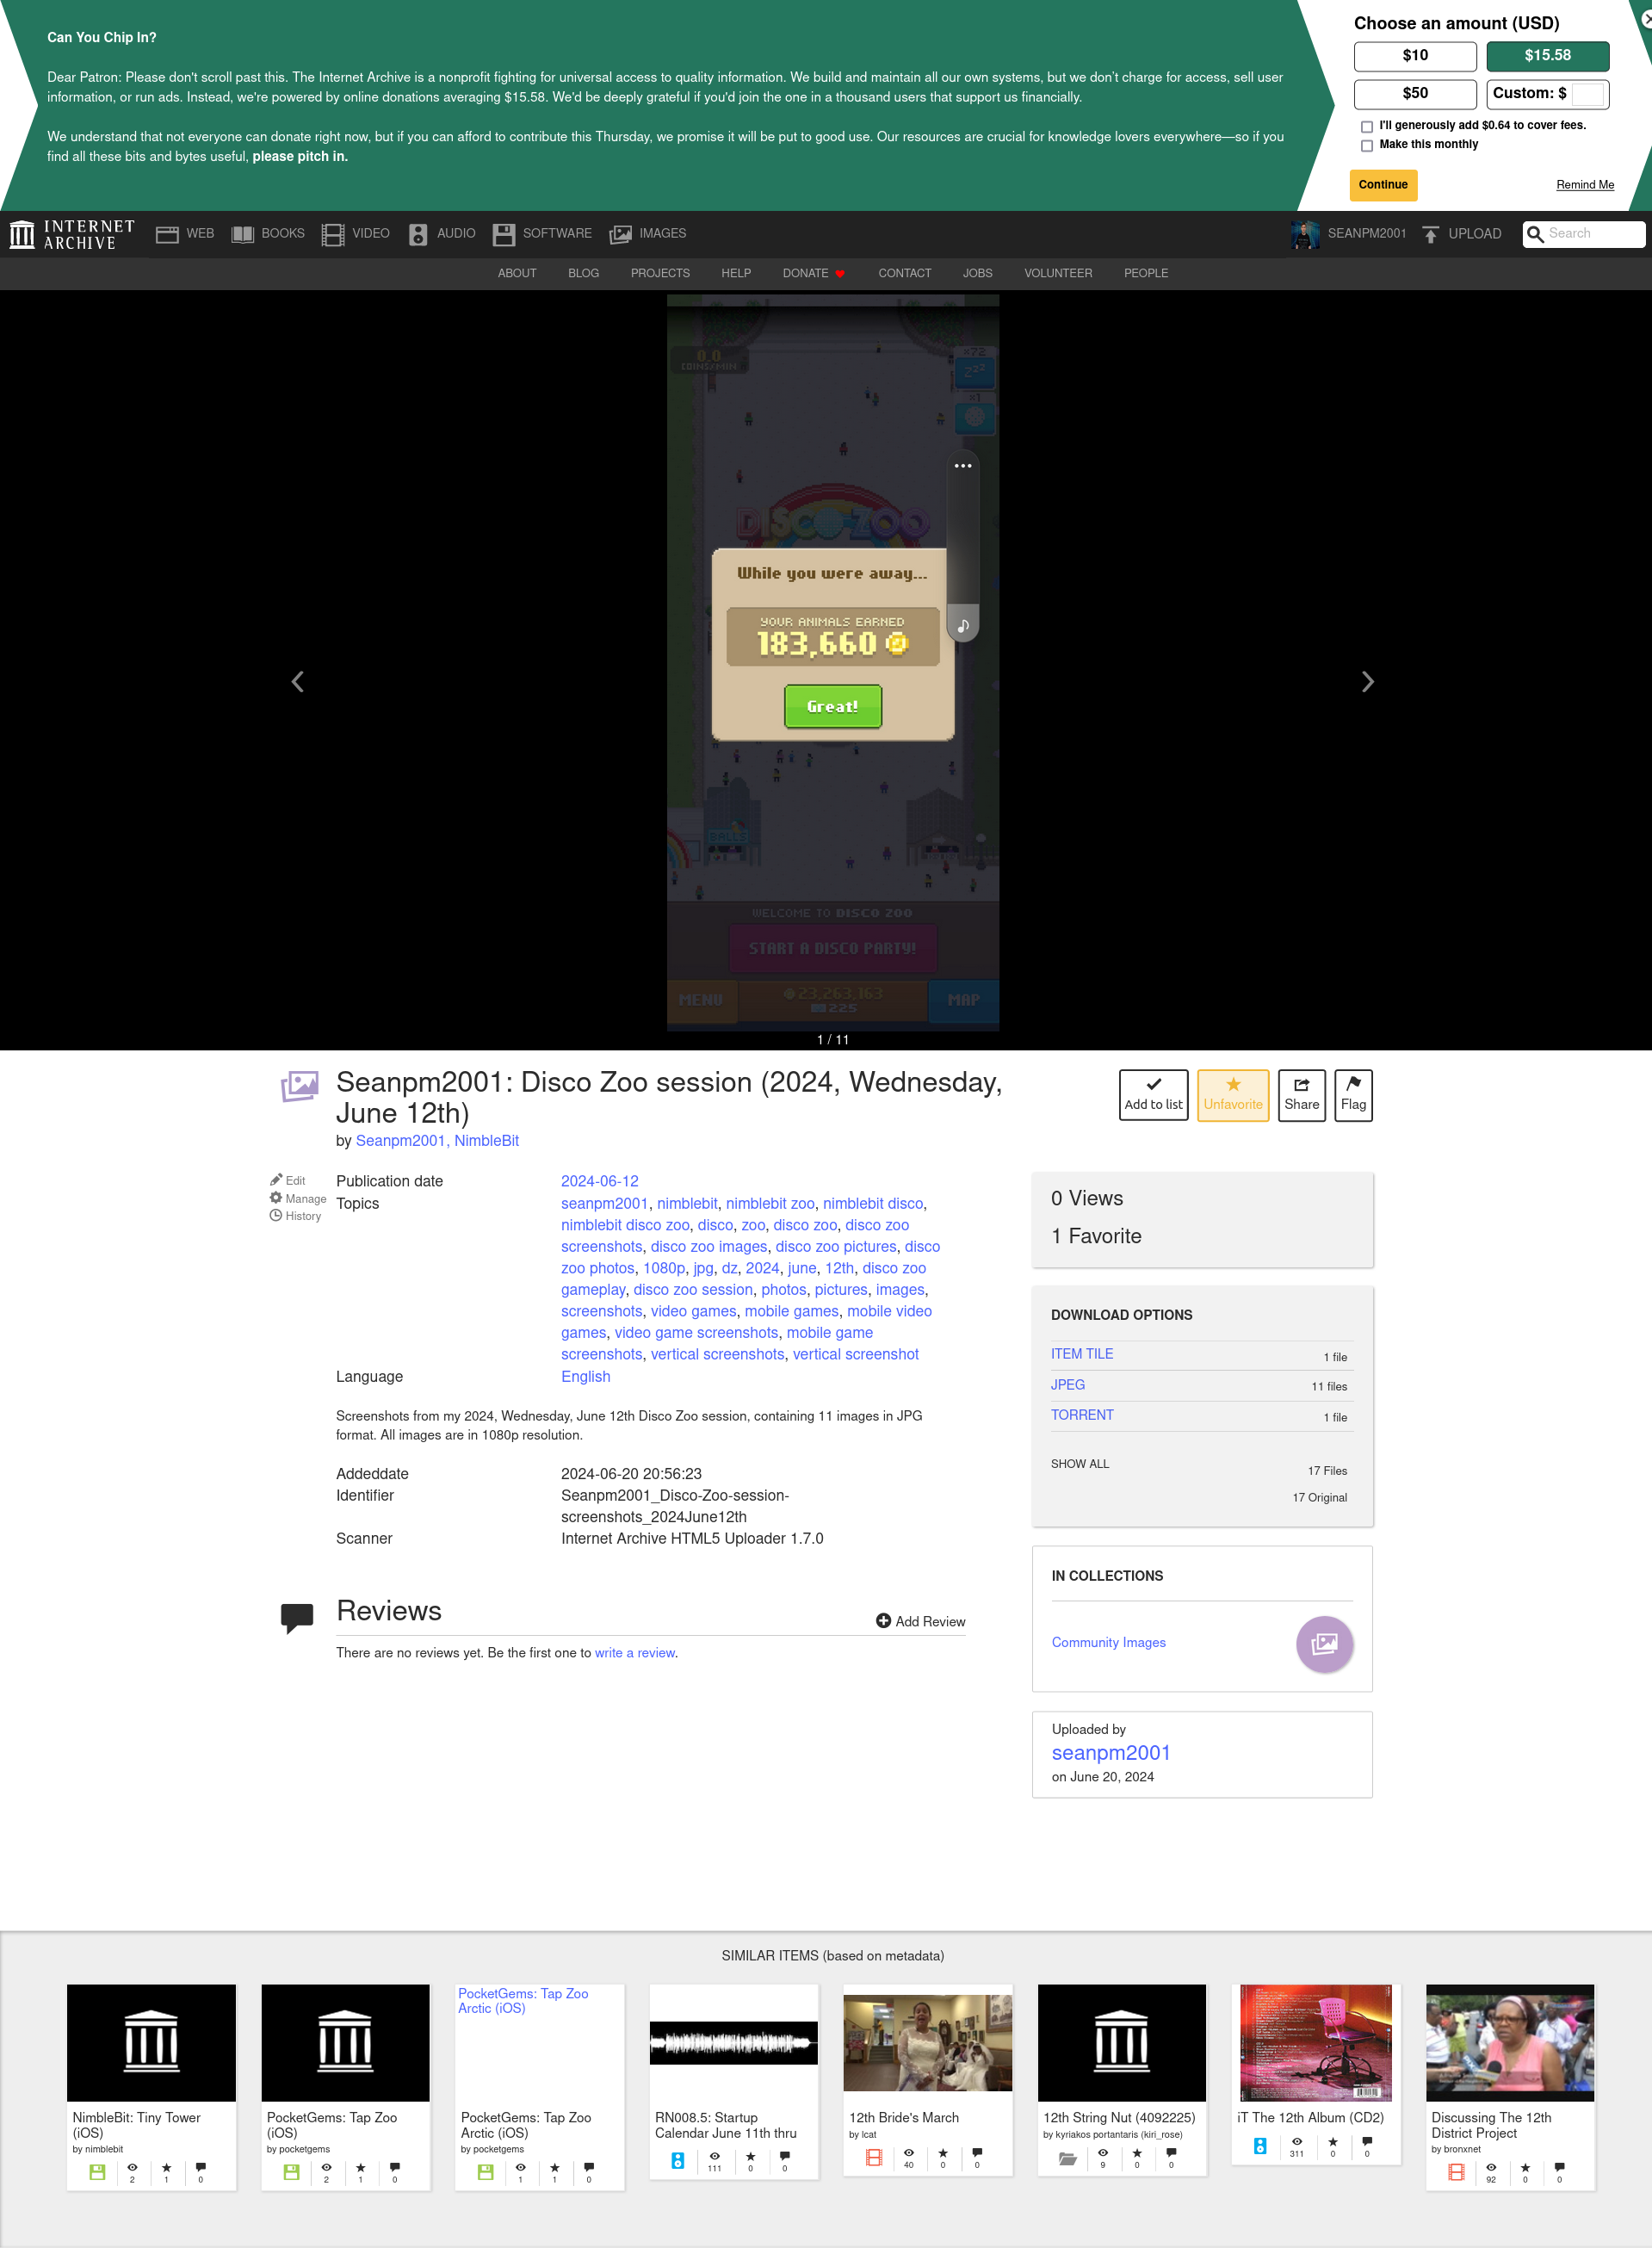 Can You Chip In?
Dear Patron: Please don't scroll past this. The Internet Archive is a nonprofit fighting for universal access to quality information. We build and maintain all our own systems, but we don't charge for access, sell user
information, or run ads. Instead, we're powered by online donations averaging $15.58. We'd be deeply grateful if you'd join the one in a thousand users that support us financially.
We understand that not everyone can donate right now, but if you can afford to contribute this Thursday, we promise it will be put to good use. Our resources are crucial for knowledge lovers everywhere—so if you
find all these bits and bytes useful, please pitch in.
Choose an amount (USD)
$10 $15.58
$50 Custom: $
I'll generously add $0.64 to cover fees.
Make this monthly
Continue Remind Me
INTERNET ARCHIVE WEB BOOKS VIDEO AUDIO SOFTWARE IMAGES SEANPM2001 UPLOAD Search
ABOUT BLOG PROJECTS HELP DONATE CONTACT JOBS VOLUNTEER PEOPLE
0.0
COINS/MIN
x72
zzz
x1
DISCO ZOO
While you were away...
YOUR ANIMALS EARNED
183,660
Great!
BALLS
WELCOME TO DISCO ZOO
START A DISCO PARTY!
MENU 23,263,163 MAP
225
1 / 11
Seanpm2001: Disco Zoo session (2024, Wednesday,
June 12th)
by Seanpm2001, NimbleBit
Add to list Unfavorite Share Flag
Edit
Manage
History
Publication date 2024-06-12
Topics seanpm2001, nimblebit, nimblebit zoo, nimblebit disco,
nimblebit disco zoo, disco, zoo, disco zoo, disco zoo
screenshots, disco zoo images, disco zoo pictures, disco
zoo photos, 1080p, jpg, dz, 2024, june, 12th, disco zoo
gameplay, disco zoo session, photos, pictures, images,
screenshots, video games, mobile games, mobile video
games, video game screenshots, mobile game
screenshots, vertical screenshots, vertical screenshot
Language English
Screenshots from my 2024, Wednesday, June 12th Disco Zoo session, containing 11 images in JPG
format. All images are in 1080p resolution.
Addeddate 2024-06-20 20:56:23
Identifier Seanpm2001_Disco-Zoo-session-
screenshots_2024June12th
Scanner Internet Archive HTML5 Uploader 1.7.0
Reviews
Add Review
There are no reviews yet. Be the first one to write a review.
0 Views
1 Favorite
DOWNLOAD OPTIONS
ITEM TILE 1 file
JPEG 11 files
TORRENT 1 file
SHOW ALL 17 Files
17 Original
IN COLLECTIONS
Community Images
Uploaded by
seanpm2001
on June 20, 2024
SIMILAR ITEMS (based on metadata)
NimbleBit: Tiny Tower
(iOS)
by nimblebit
2 1 0
PocketGems: Tap Zoo
(iOS)
by pocketgems
2 1 0
PocketGems: Tap Zoo
Arctic (iOS)
PocketGems: Tap Zoo
Arctic (iOS)
by pocketgems
1 1 0
RN008.5: Startup
Calendar June 11th thru
111 0 0
12th Bride's March
by lcat
40 0 0
12th String Nut (4092225)
by kyriakos portantaris (kiri_rose)
9 0 0
iT The 12th Album (CD2)
311 0 0
Discussing The 12th
District Project
by bronxnet
92 0 0